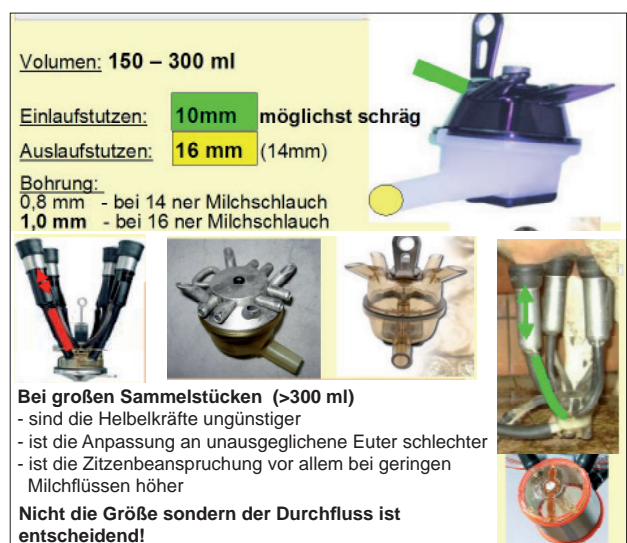 Volumen: 150 – 300 ml
Einlaufstutzen: 10mm möglichst schräg
Auslaufstutzen: 16 mm (14mm)
Bohrung:
0,8 mm - bei 14 ner Milchschlauch
1,0 mm - bei 16 ner Milchschlauch
Bei großen Sammelstücken (>300 ml)
- sind die Helbelkräfte ungünstiger
- ist die Anpassung an unausgeglichene Euter schlechter
- ist die Zitzenbeanspruchung vor allem bei geringen
Milchflüssen höher
Nicht die Größe sondern der Durchfluss ist
entscheidend!